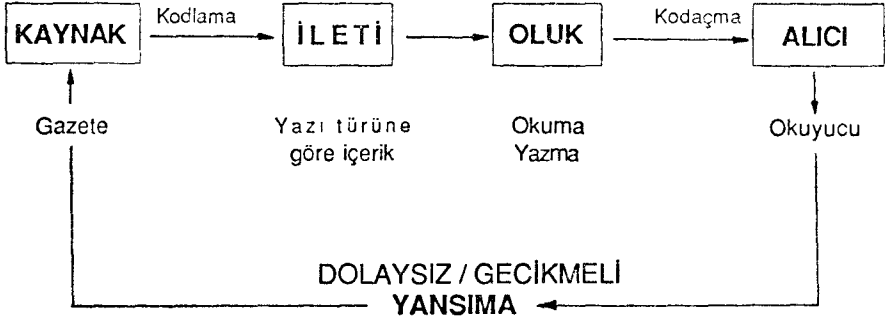 Kodlama
Kodaçma
KAYNAK
İLETİ
OLUK
ALICI
Gazete
Yazı türüne
göre içerik
Okuma
Yazma
Okuyucu
DOLAYSIZ / GECİKMELİ
YANSIMA